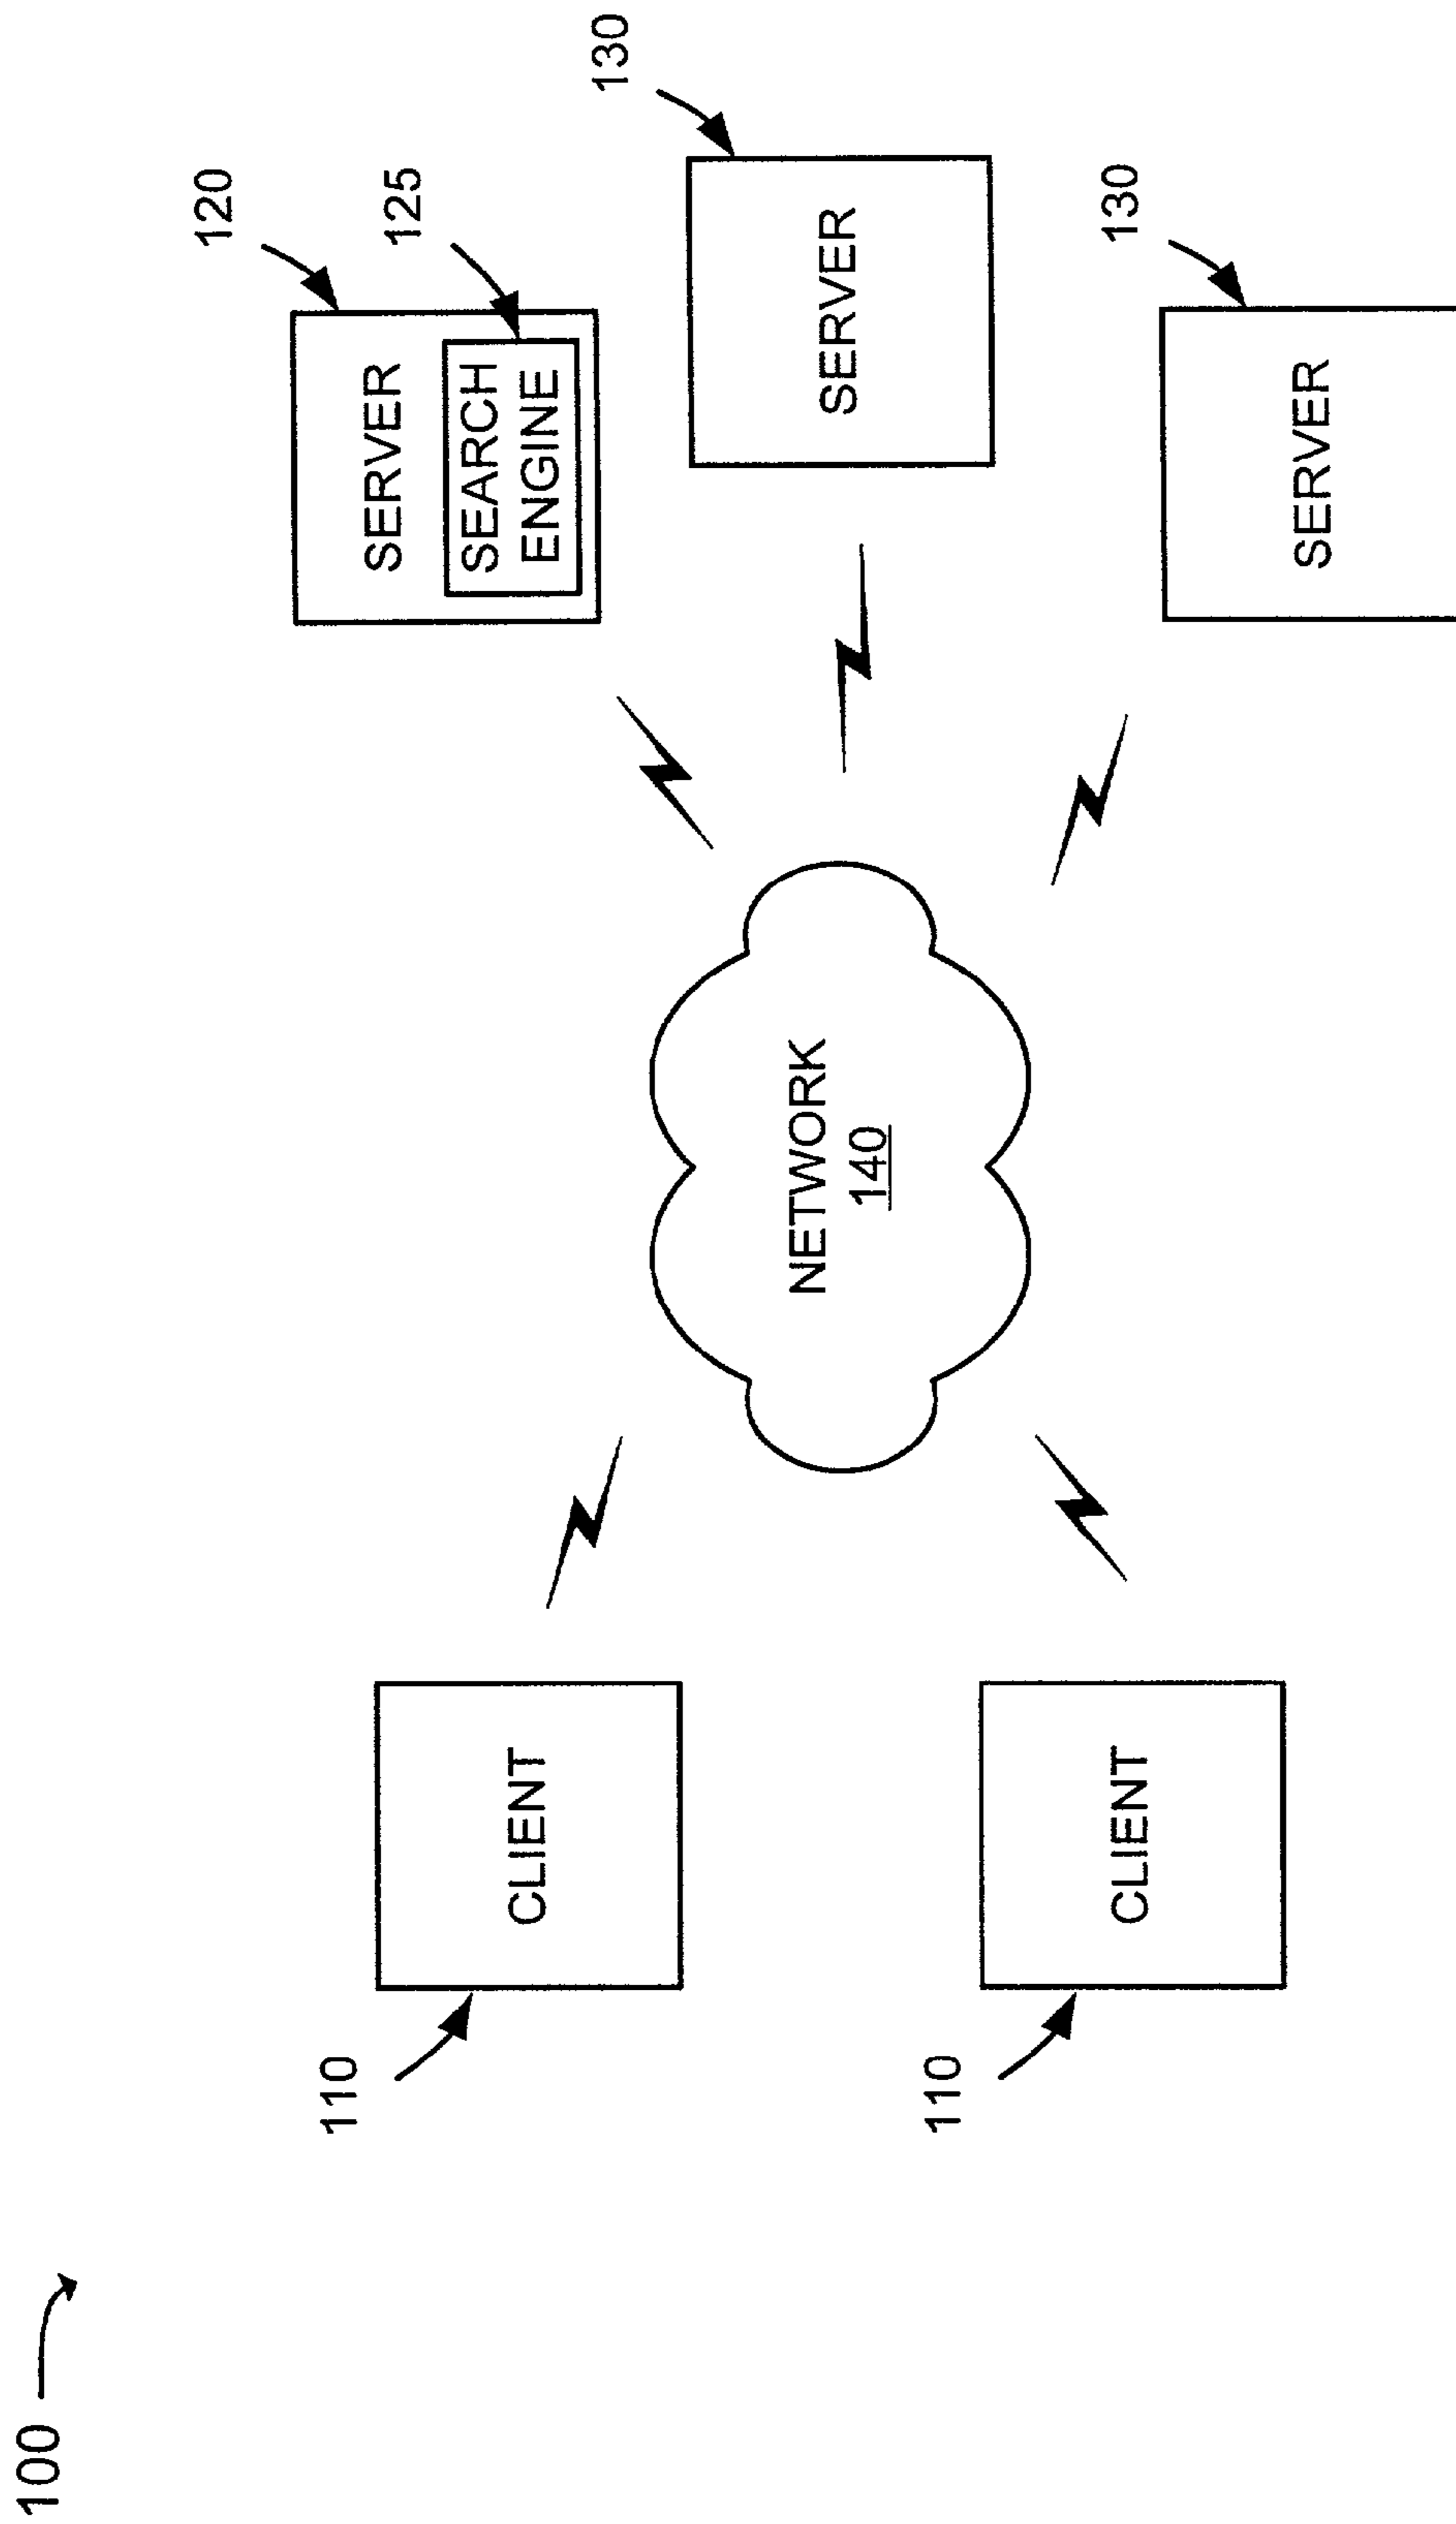 100
110
CLIENT
110
CLIENT
NETWORK
140
120
SERVER
125
SEARCH
ENGINE
130
SERVER
130
SERVER